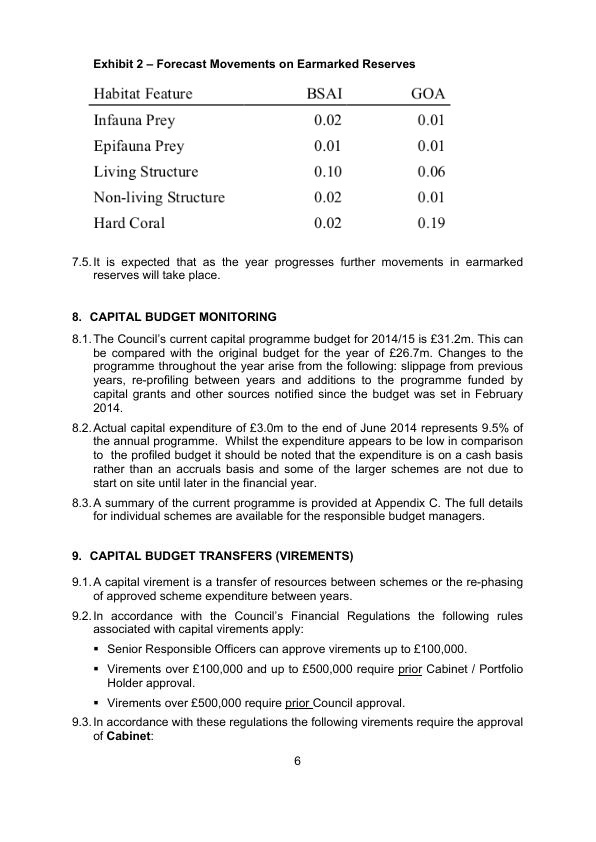 Exhibit 2 – Forecast Movements on Earmarked Reserves
Habitat Feature BSAI GOA
Infauna Prey 0.02 0.01
Epifauna Prey 0.01 0.01
Living Structure 0.10 0.06
Non-living Structure 0.02 0.01
Hard Coral 0.02 0.19
7.5. It is expected that as the year progresses further movements in earmarked
reserves will take place.
8. CAPITAL BUDGET MONITORING
8.1. The Council's current capital programme budget for 2014/15 is £31.2m. This can
be compared with the original budget for the year of £26.7m. Changes to the
programme throughout the year arise from the following: slippage from previous
years, re-profiling between years and additions to the programme funded by
capital grants and other sources notified since the budget was set in February
2014.
8.2. Actual capital expenditure of £3.0m to the end of June 2014 represents 9.5% of
the annual programme. Whilst the expenditure appears to be low in comparison
to the profiled budget it should be noted that the expenditure is on a cash basis
rather than an accruals basis and some of the larger schemes are not due to
start on site until later in the financial year.
8.3. A summary of the current programme is provided at Appendix C. The full details
for individual schemes are available for the responsible budget managers.
9. CAPITAL BUDGET TRANSFERS (VIREMENTS)
9.1. A capital virement is a transfer of resources between schemes or the re-phasing
of approved scheme expenditure between years.
9.2. In accordance with the Council's Financial Regulations the following rules
associated with capital virements apply:
▪ Senior Responsible Officers can approve virements up to £100,000.
▪ Virements over £100,000 and up to £500,000 require prior Cabinet / Portfolio
Holder approval.
▪ Virements over £500,000 require prior Council approval.
9.3. In accordance with these regulations the following virements require the approval
of Cabinet:
6